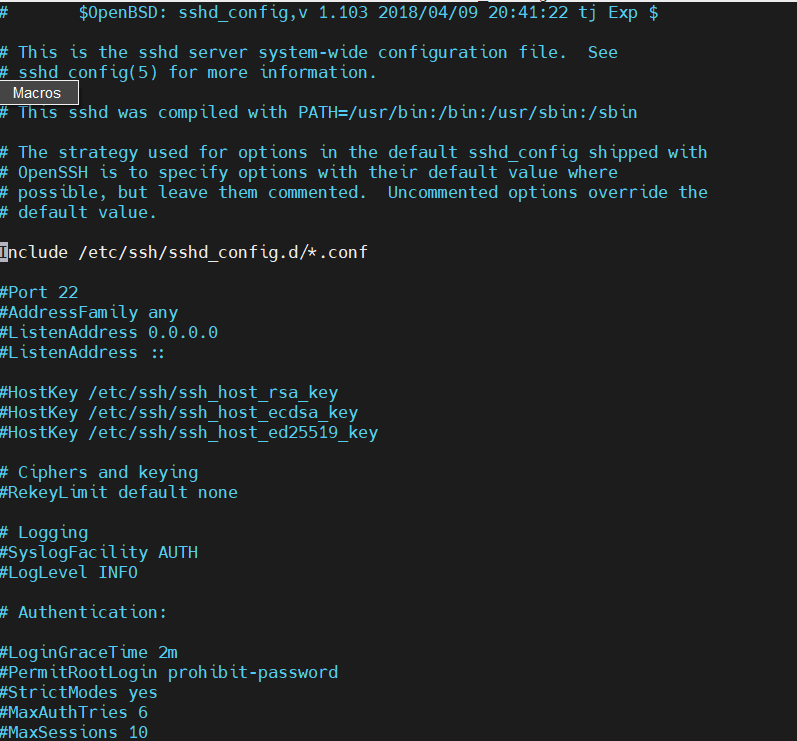 #       $OpenBSD: sshd_config,v 1.103 2018/04/09 20:41:22 tj Exp $
# This is the sshd server system-wide configuration file.  See
# sshd_config(5) for more information.
Macros
# This sshd was compiled with PATH=/usr/bin:/bin:/usr/sbin:/sbin
# The strategy used for options in the default sshd_config shipped with
# OpenSSH is to specify options with their default value where
# possible, but leave them commented.  Uncommented options override the
# default value.
Include /etc/ssh/sshd_config.d/*.conf
#Port 22
#AddressFamily any
#ListenAddress 0.0.0.0
#ListenAddress ::
#HostKey /etc/ssh/ssh_host_rsa_key
#HostKey /etc/ssh/ssh_host_ecdsa_key
#HostKey /etc/ssh/ssh_host_ed25519_key
# Ciphers and keying
#RekeyLimit default none
# Logging
#SyslogFacility AUTH
#LogLevel INFO
# Authentication:
#LoginGraceTime 2m
#PermitRootLogin prohibit-password
#StrictModes yes
#MaxAuthTries 6
#MaxSessions 10